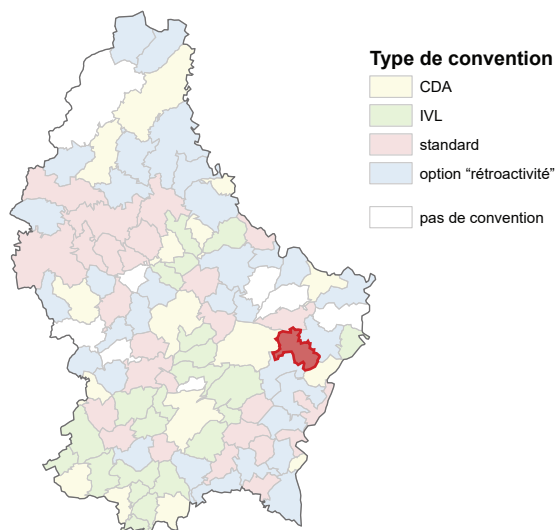 Type de convention
CDA
IVL
standard
option “rétroactivité”
pas de convention